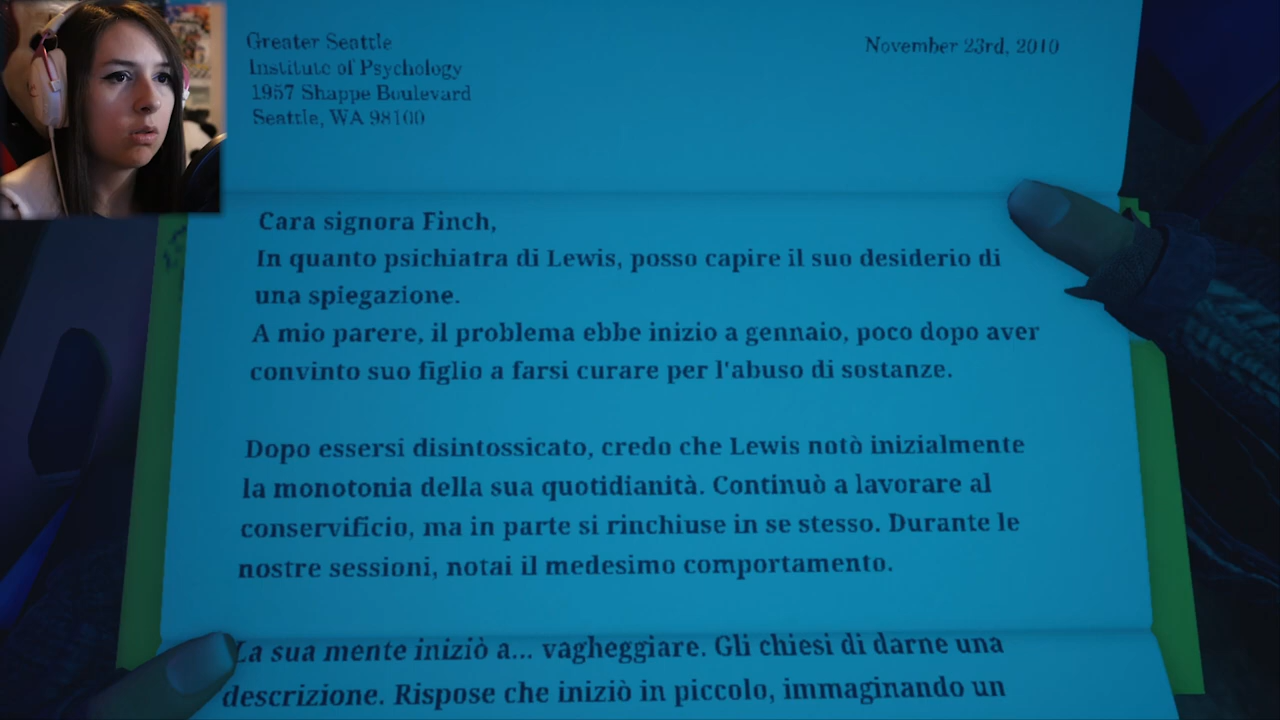 Greater Seattle
Institute of Psychology
1957 Shappe Boulevard
Seattle, WA 98100
November 23rd, 2010
Cara signora Finch,
In quanto psichiatra di Lewis, posso capire il suo desiderio di
una spiegazione.
A mio parere, il problema ebbe inizio a gennaio, poco dopo aver
convinto suo figlio a farsi curare per l'abuso di sostanze.
Dopo essersi disintossicato, credo che Lewis notò inizialmente
la monotonia della sua quotidianità. Continuò a lavorare al
conservificio, ma in parte si rinchiuse in se stesso. Durante le
nostre sessioni, notai il medesimo comportamento.
La sua mente iniziò a... vagheggiare. Gli chiesi di darne una
descrizione. Rispose che iniziò in piccolo, immaginando un